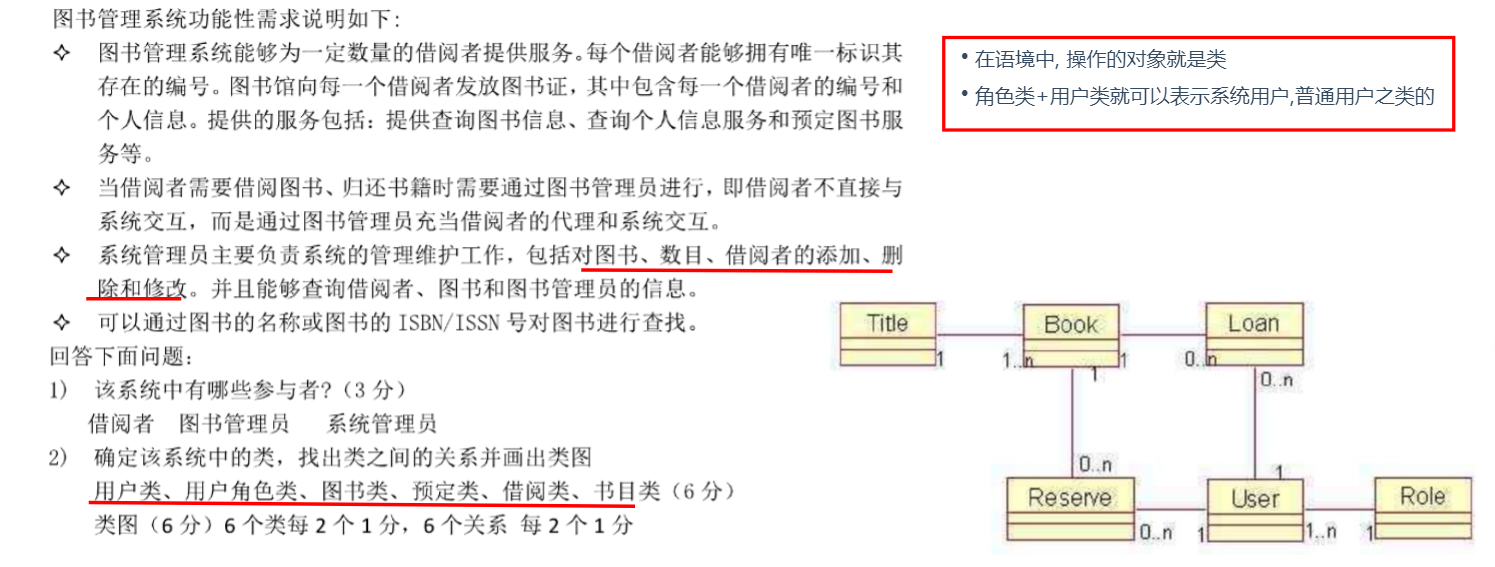 图书管理系统功能性需求说明如下:
✧ 图书管理系统能够为一定数量的借阅者提供服务。每个借阅者能够拥有唯一标识其
存在的编号。图书馆向每一个借阅者发放图书证，其中包含每一个借阅者的编号和
个人信息。提供的服务包括：提供查询图书信息、查询个人信息服务和预定图书服
务等。
✧ 当借阅者需要借阅图书、归还书籍时需要通过图书管理员进行，即借阅者不直接与
系统交互，而是通过图书管理员充当借阅者的代理和系统交互。
✧ 系统管理员主要负责系统的管理维护工作，包括对图书、数目、借阅者的添加、删
除和修改。并且能够查询借阅者、图书和图书管理员的信息。
✧ 可以通过图书的名称或图书的 ISBN/ISSN 号对图书进行查找。
回答下面问题：
1) 该系统中有哪些参与者?（3 分）
借阅者 图书管理员 系统管理员
2) 确定该系统中的类，找出类之间的关系并画出类图
用户类、用户角色类、图书类、预定类、借阅类、书目类（6 分）
类图（6 分）6 个类每 2 个 1 分，6 个关系 每 2 个 1 分
• 在语境中, 操作的对象就是类
• 角色类+用户类就可以表示系统用户,普通用户之类的
Title Book Loan
1 1..n 1 0..n
1 0..n
0..n 1
Reserve User Role
0..n 1 1..n 1